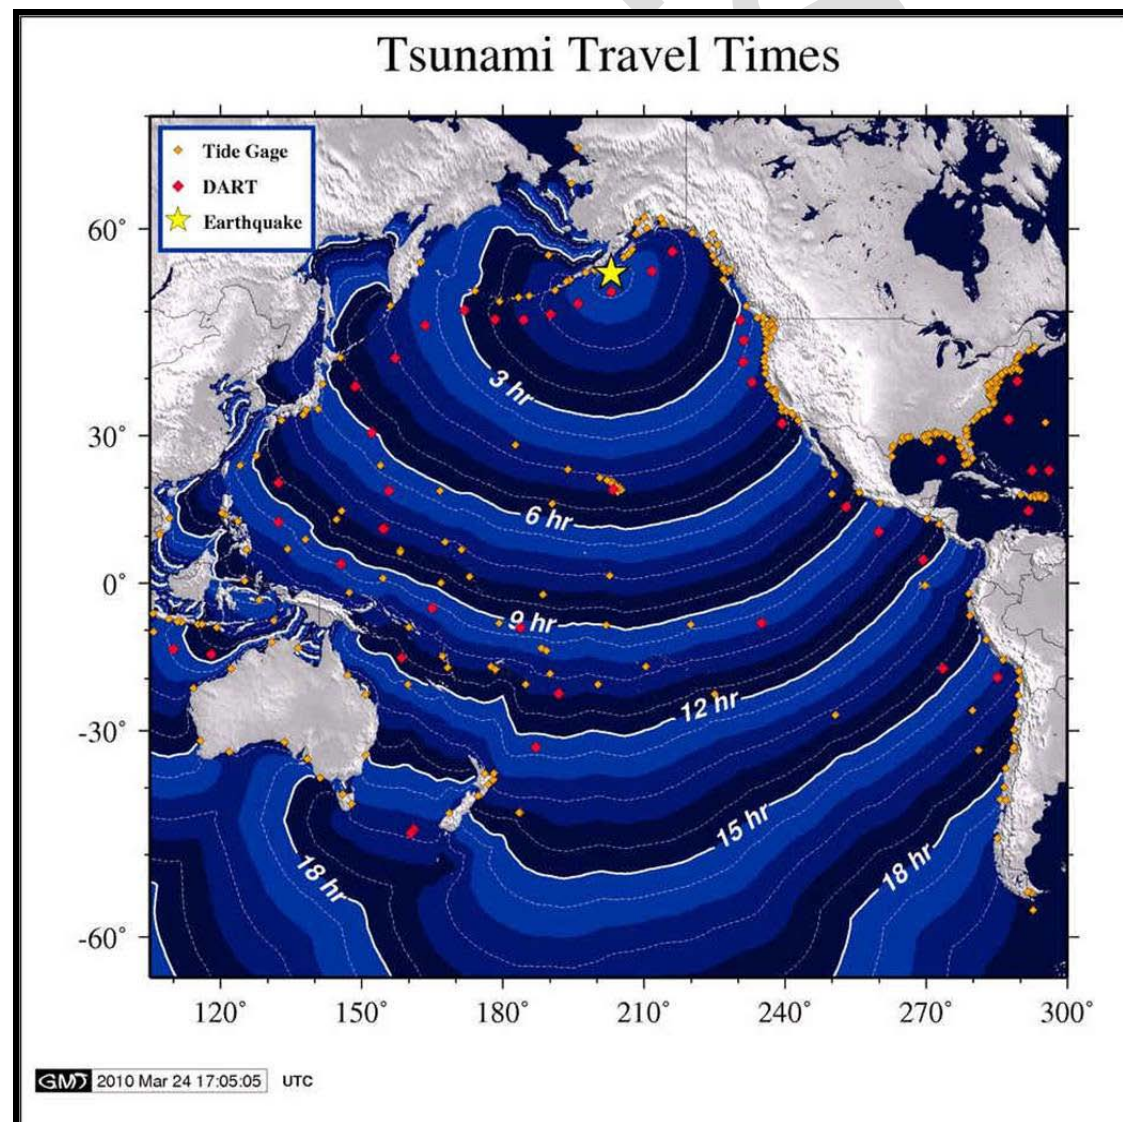 Tsunami Travel Times
Tide Gage
DART
Earthquake
60°
30°
0°
-30°
-60°
3 hr
6 hr
9 hr
12 hr
15 hr
18 hr
18 hr
120°
150°
180°
210°
240°
270°
300°
GMT 2010 Mar 24 17:05:05 UTC